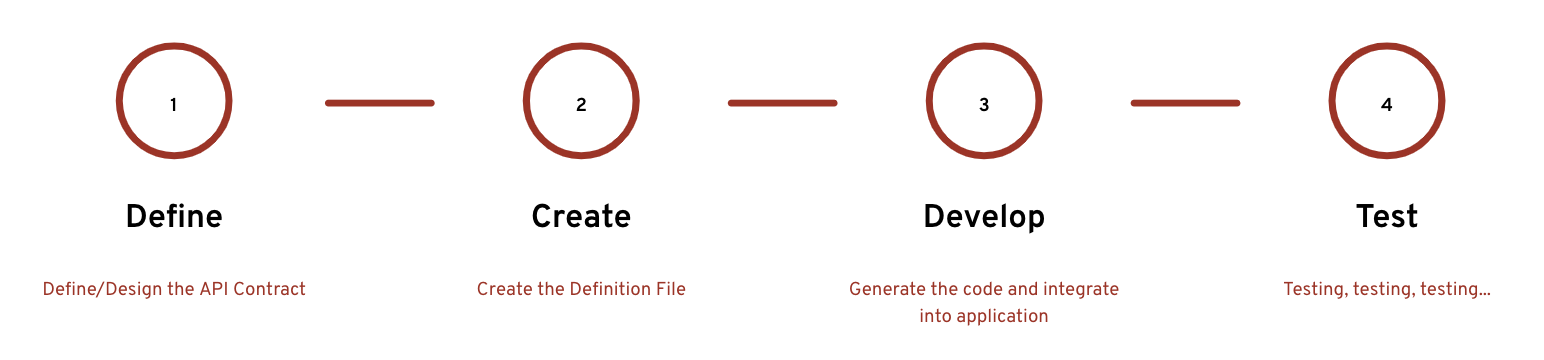 1
2
3
4
Define
Create
Develop
Test
Define/Design the API Contract
Create the Definition File
Generate the code and integrate
into application
Testing, testing, testing...